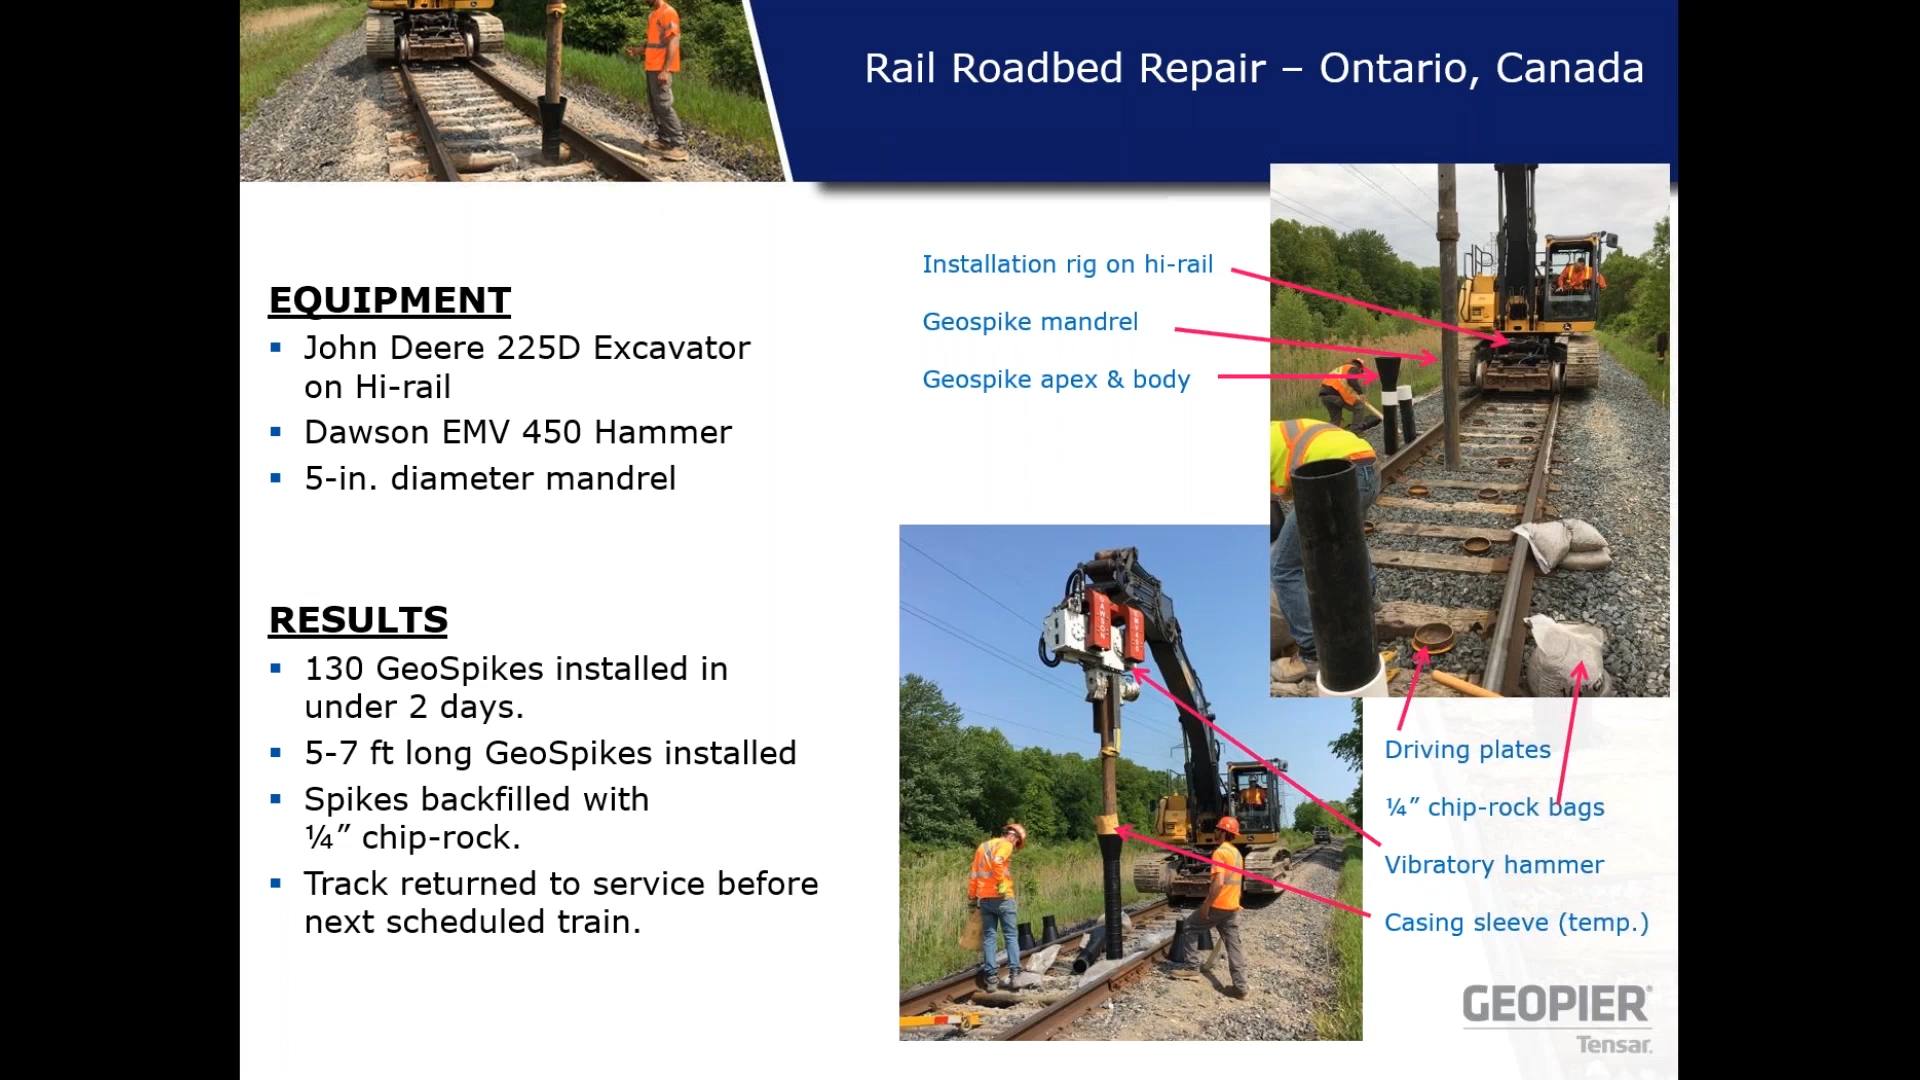 Rail Roadbed Repair – Ontario, Canada
EQUIPMENT
▪ John Deere 225D Excavator
on Hi-rail
▪ Dawson EMV 450 Hammer
▪ 5-in. diameter mandrel
RESULTS
▪ 130 GeoSpikes installed in
under 2 days.
▪ 5-7 ft long GeoSpikes installed
▪ Spikes backfilled with
¼” chip-rock.
▪ Track returned to service before
next scheduled train.
Installation rig on hi-rail
Geospike mandrel
Geospike apex & body
DAWSON
EMV450
Driving plates
¼” chip-rock bags
Vibratory hammer
Casing sleeve (temp.)
GEOPIER®
Tensar.